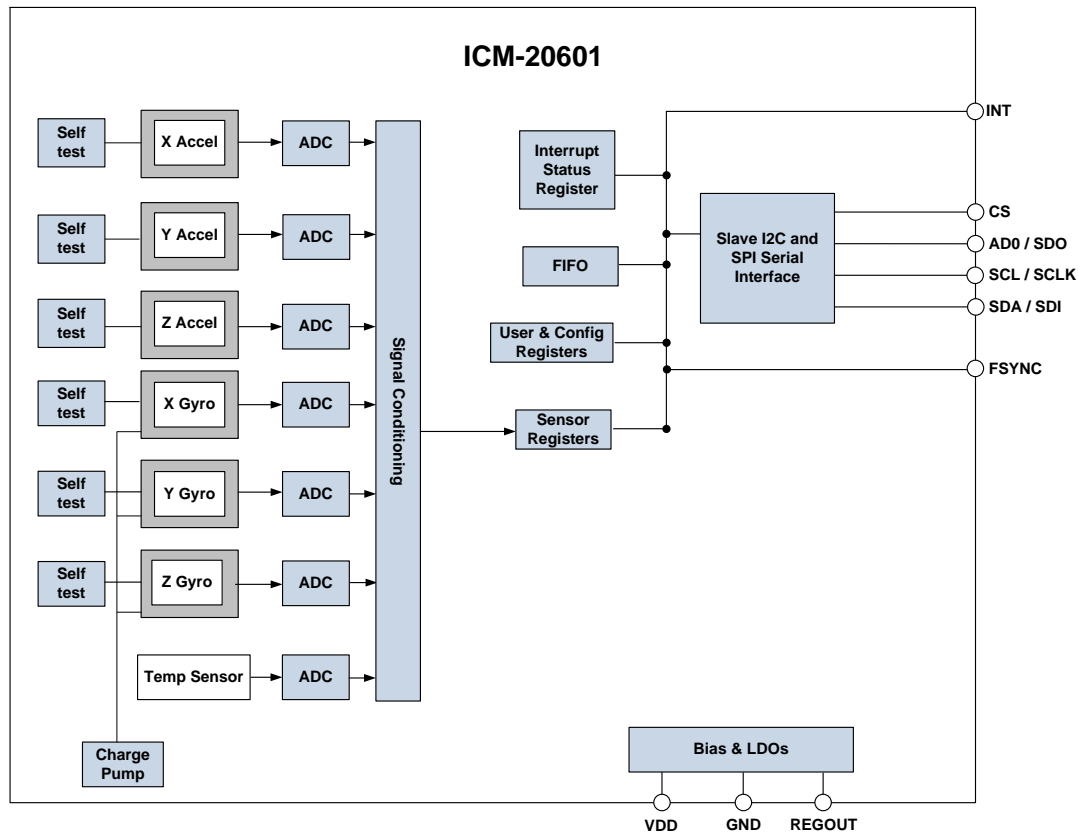 ICM-20601
INT
Self
test
X Accel
ADC
Interrupt
Status
Register
CS
Self
test
Y Accel
ADC
Slave I2C and
SPI Serial
Interface
AD0 / SDO
FIFO
SCL / SCLK
SDA / SDI
Self
test
Z Accel
ADC
User & Config
Registers
FSYNC
Signal Conditioning
Self
test
X Gyro
ADC
Sensor
Registers
Self
test
Y Gyro
ADC
Self
test
Z Gyro
ADC
Temp Sensor
ADC
Charge
Pump
Bias & LDOs
VDD
GND
REGOUT